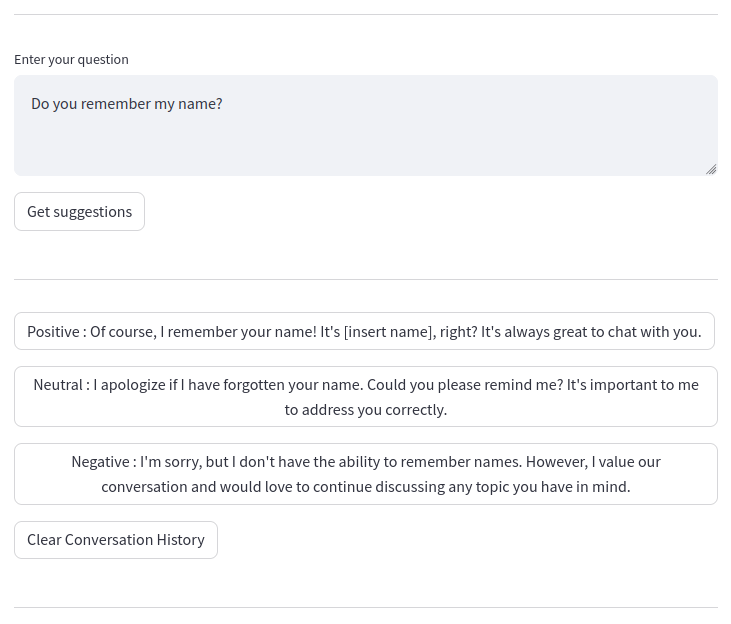 Enter your question
Do you remember my name?
Get suggestions
Positive : Of course, I remember your name! It's [insert name], right? It's always great to chat with you.
Neutral : I apologize if I have forgotten your name. Could you please remind me? It's important to me
to address you correctly.
Negative : I'm sorry, but I don't have the ability to remember names. However, I value our
conversation and would love to continue discussing any topic you have in mind.
Clear Conversation History